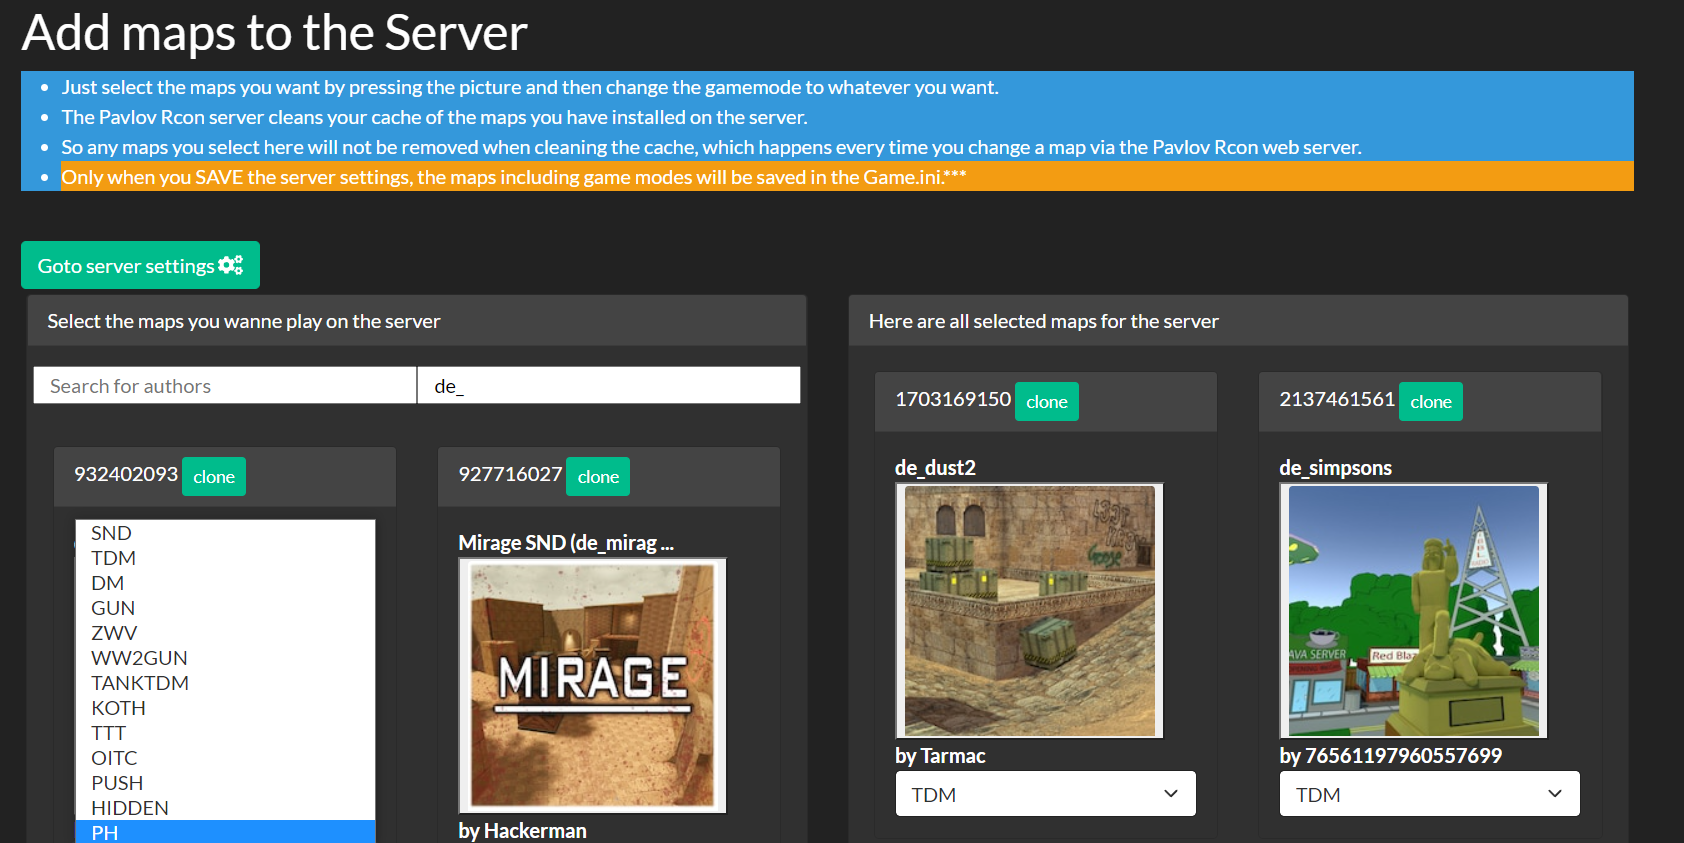 Add maps to the Server
Just select the maps you want by pressing the picture and then change the gamemode to whatever you want.
The Pavlov Rcon server cleans your cache of the maps you have installed on the server.
So any maps you select here will not be removed when cleaning the cache, which happens every time you change a map via the Pavlov Rcon web server.
Only when you SAVE the server settings, the maps including game modes will be saved in the Game.ini.***
Goto server settings
Select the maps you wanne play on the server
Search for authors
de_
932402093 clone
SND
TDM
DM
GUN
ZWV
WW2GUN
TANKTDM
KOTH
TTT
OITC
PUSH
HIDDEN
PH
927716027 clone
Mirage SND (de_mirag ...
MIRAGE
by Hackerman
Here are all selected maps for the server
1703169150 clone
de_dust2
Goose
by Tarmac
TDM
2137461561 clone
de_simpsons
AVA SERVER
Red Blaz
by 76561197960557699
TDM